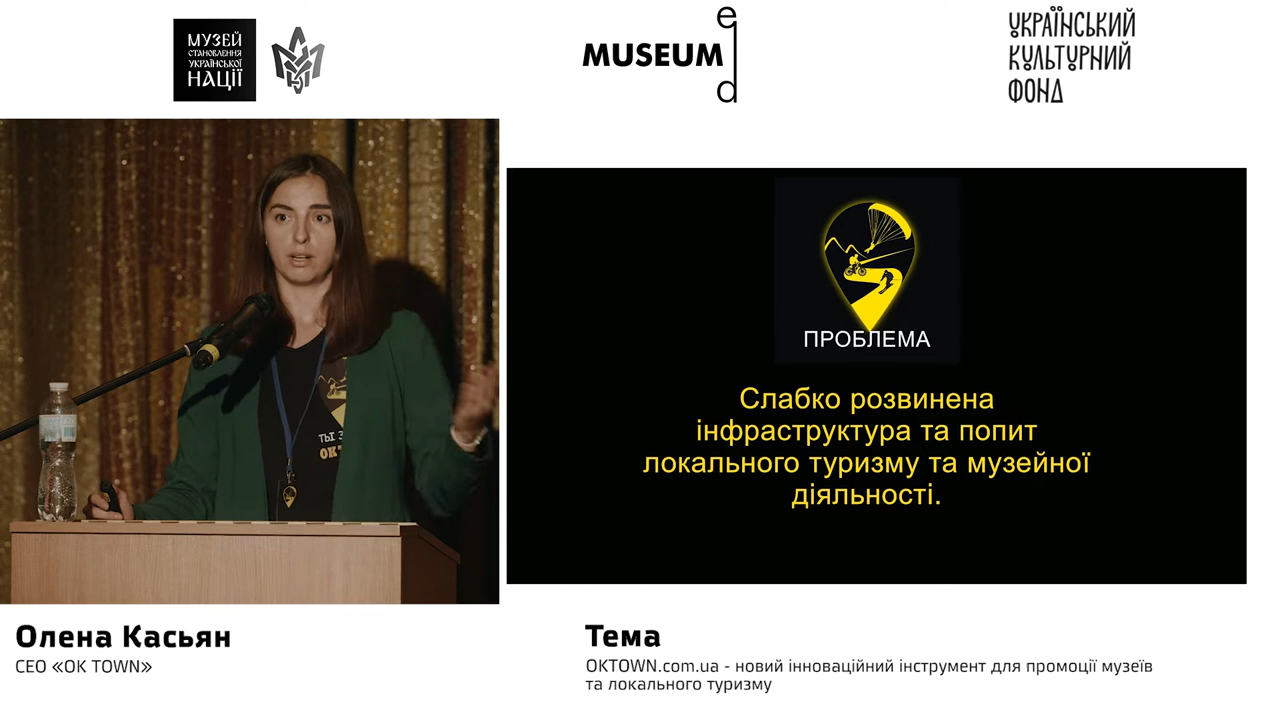 МУЗЕЙ
СТАНОВЛЕННЯ
УКРАЇНСЬКОЇ
НАЦІЇ
MUSEUM
ed
УКРАЇНСЬКИЙ
КУЛЬТУРНИЙ
ФОНД
ПРОБЛЕМА
Слабко розвинена
інфраструктура та попит
локального туризму та музейної
діяльності.
Олена Касьян
CEO «OK TOWN»
Тема
OKTOWN.com.ua - новий інноваційний інструмент для промоції музеїв
та локального туризму